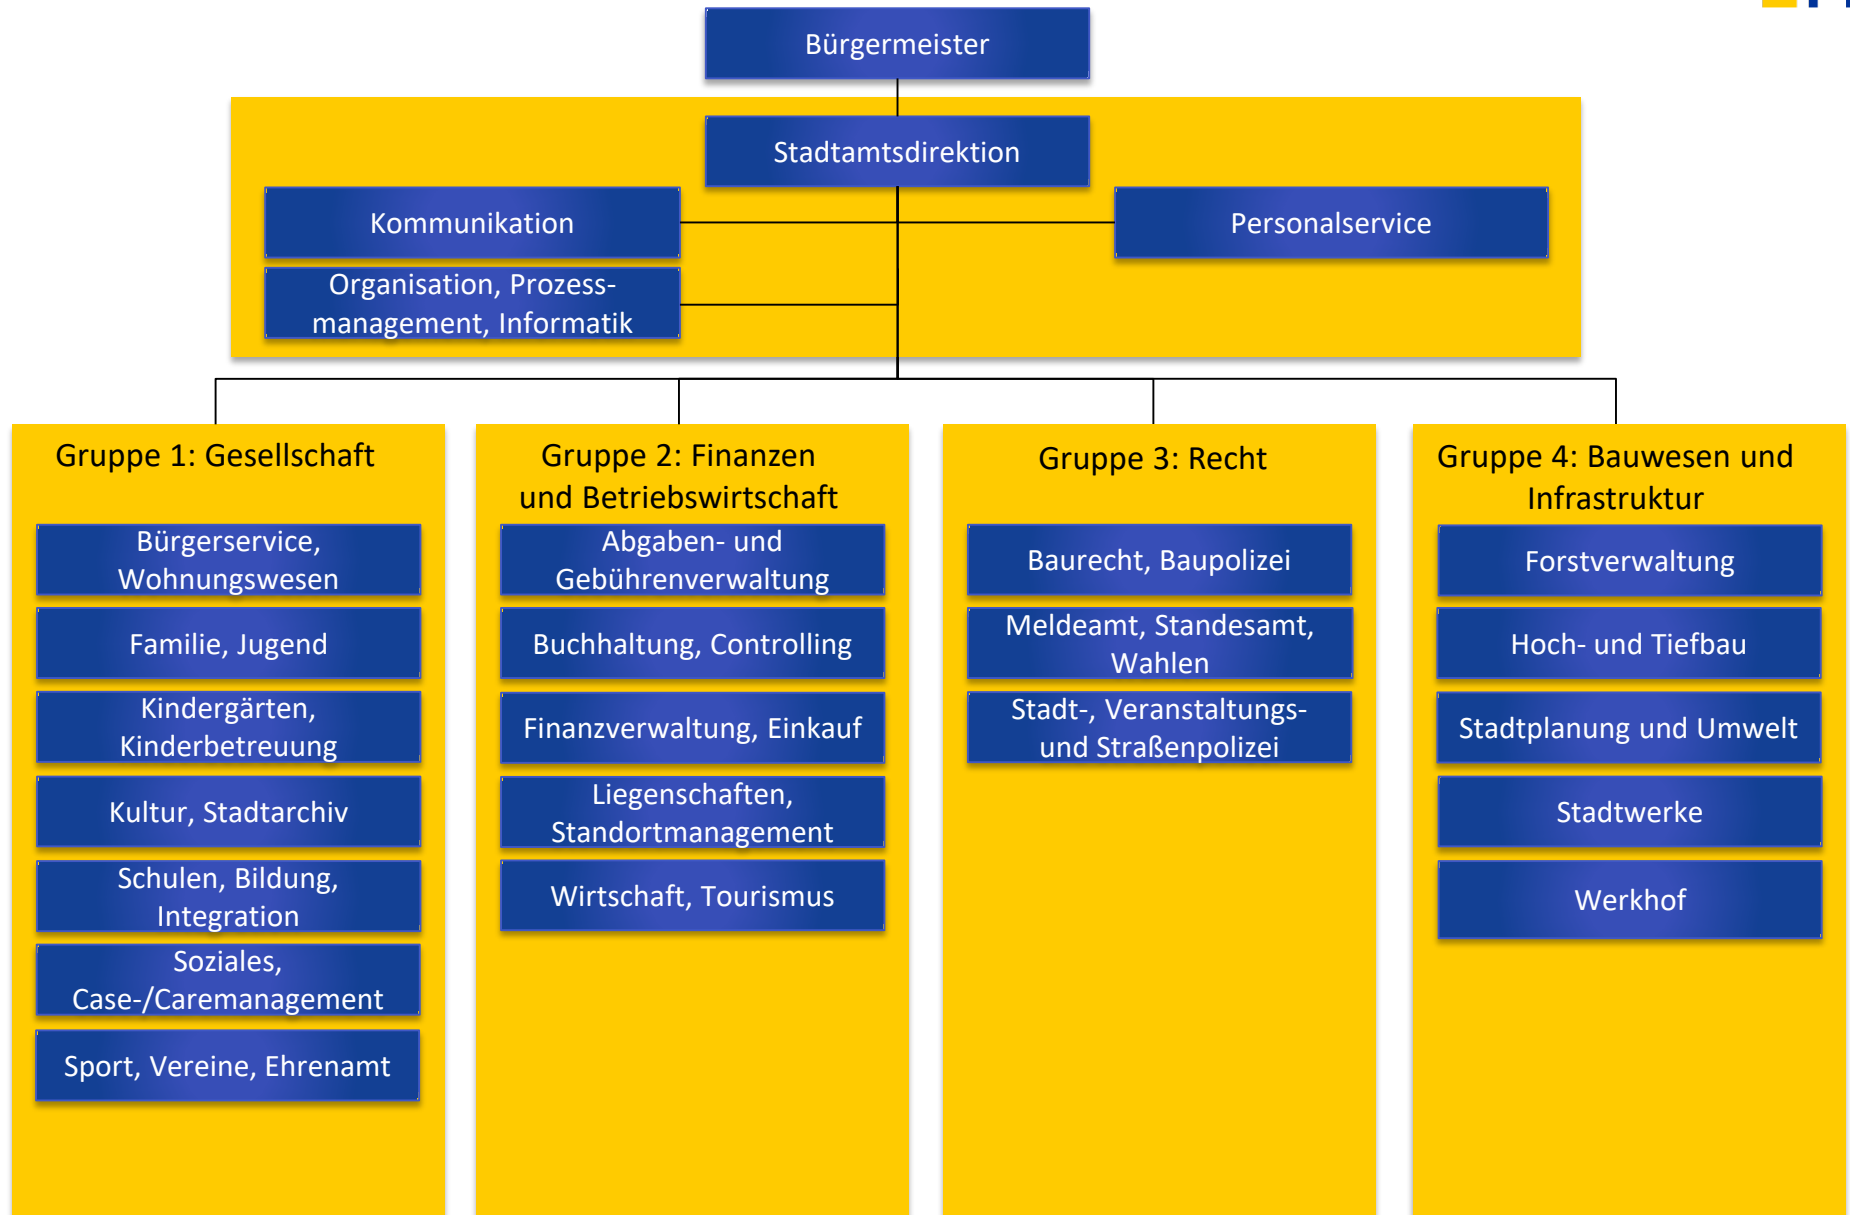 Bürgermeister
Stadtamtsdirektion
Kommunikation
Personalservice
Organisation, Prozess-
management, Informatik
Gruppe 1: Gesellschaft
Bürgerservice,
Wohnungswesen
Familie, Jugend
Kindergärten,
Kinderbetreuung
Kultur, Stadtarchiv
Schulen, Bildung,
Integration
Soziales,
Case-/Caremanagement
Sport, Vereine, Ehrenamt
Gruppe 2: Finanzen
und Betriebswirtschaft
Abgaben- und
Gebührenverwaltung
Buchhaltung, Controlling
Finanzverwaltung, Einkauf
Liegenschaften,
Standortmanagement
Wirtschaft, Tourismus
Gruppe 3: Recht
Baurecht, Baupolizei
Meldeamt, Standesamt,
Wahlen
Stadt-, Veranstaltungs-
und Straßenpolizei
Gruppe 4: Bauwesen und
Infrastruktur
Forstverwaltung
Hoch- und Tiefbau
Stadtplanung und Umwelt
Stadtwerke
Werkhof